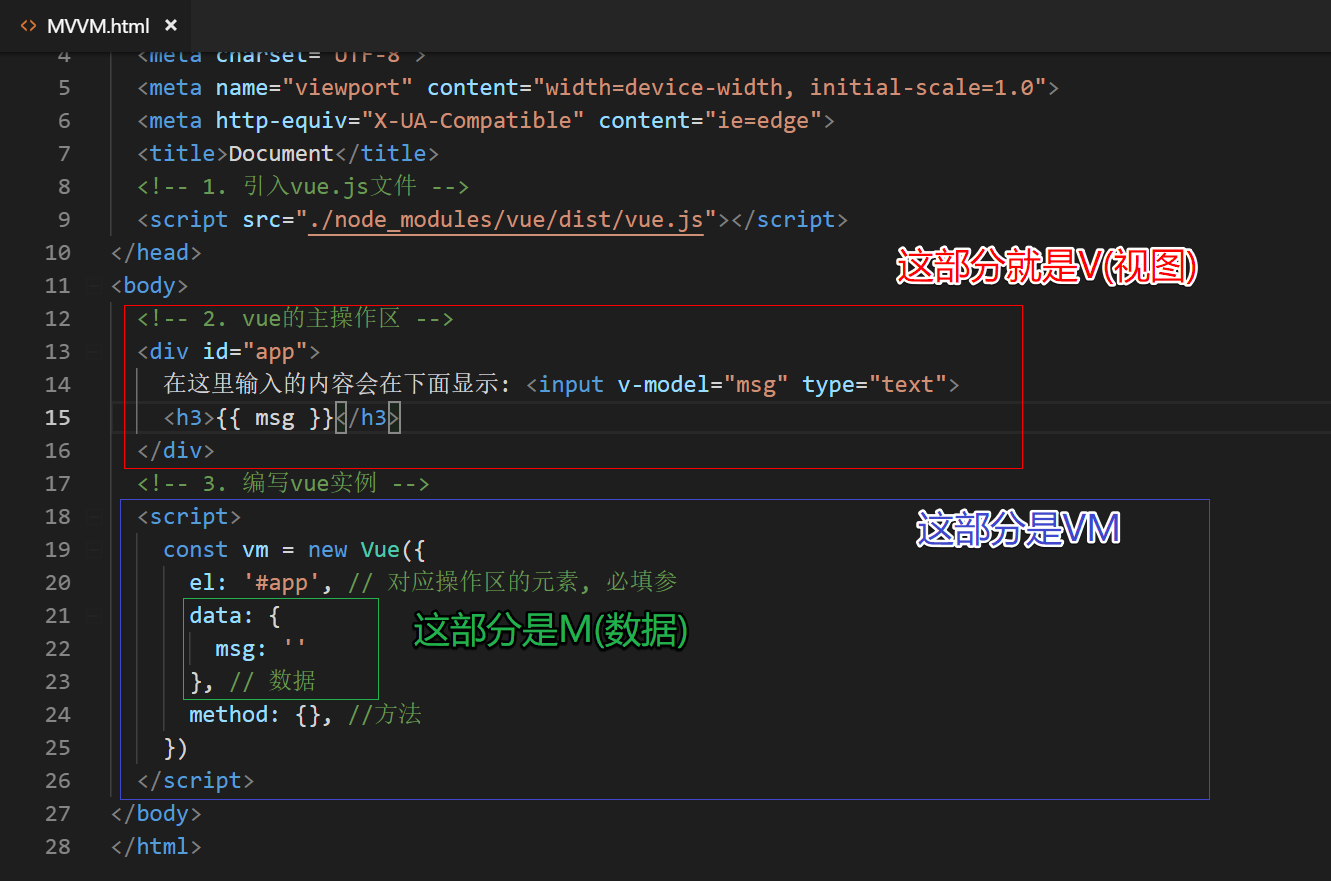 MVVM.html
4 <meta charset="UTF-8">
5 <meta name="viewport" content="width=device-width, initial-scale=1.0">
6 <meta http-equiv="X-UA-Compatible" content="ie=edge">
7 <title>Document</title>
8 <!-- 1. 引入vue.js文件 -->
9 <script src="./node_modules/vue/dist/vue.js"></script>
10 </head>
这部分就是V(视图)
11 <body>
12 <!-- 2. vue的主操作区 -->
13 <div id="app">
14 在这里输入的内容会在下面显示: <input v-model="msg" type="text">
15 <h3>{{ msg }}</h3>
16 </div>
17 <!-- 3. 编写vue实例 -->
18 <script>
这部分是VM
19 const vm = new Vue({
20 el: '#app', // 对应操作区的元素, 必填参
21 data: {
这部分是M(数据)
22 msg: ''
23 }, // 数据
24 method: {}, //方法
25 })
26 </script>
27 </body>
28 </html>